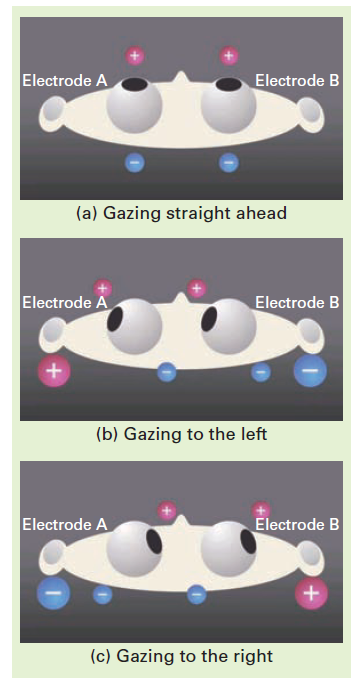 Electrode A
Electrode B
(a) Gazing straight ahead
Electrode A
Electrode B
(b) Gazing to the left
Electrode A
Electrode B
(c) Gazing to the right